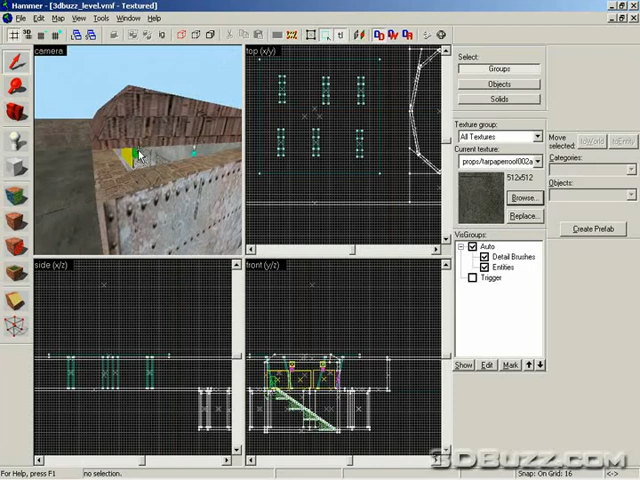 Hammer - [3dbuzz_level.vmf - Textured]
File Edit Map View Tools Window Help
camera
top (x/y)
side (x/z)
front (y/z)
Select:
Groups
Objects
Solids
Texture group:
All Textures
Current texture:
props/tarpaperroof002a
512x512
Browse...
Replace...
VisGroups:
Auto
Detail Brushes
Entities
Trigger
Show Edit Mark
Move selected:
toWorld toEntity
Categories:
Objects:
Create Prefab
3DBuzz.com
For Help, press F1 no selection. Snap: On Grid: 16 <->